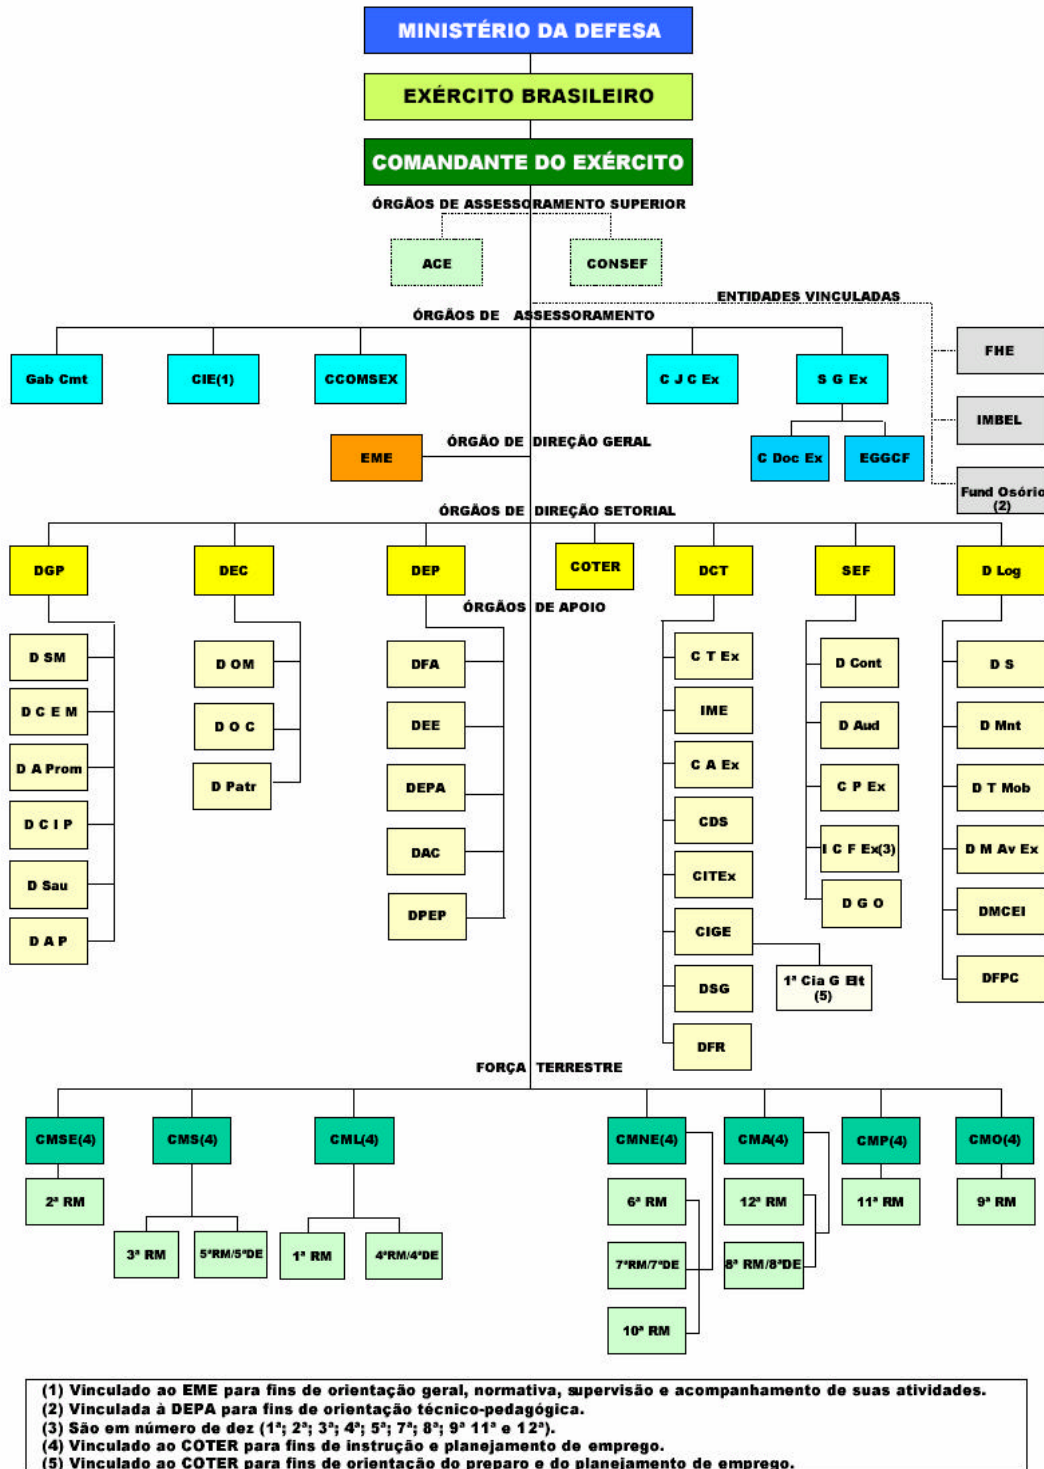 MINISTÉRIO DA DEFESA
EXÉRCITO BRASILEIRO
COMANDANTE DO EXÉRCITO
ÓRGÃOS DE ASSESSORAMENTO SUPERIOR
ACE
CONSEF
ENTIDADES VINCULADAS
ÓRGÃOS DE ASSESSORAMENTO
FHE
Gab Cmt
CIE(1)
CCOMSEX
C J C Ex
S G Ex
IMBEL
ÓRGÃO DE DIREÇÃO GERAL
EME
C Doc Ex
EGGCF
Fund Osório
(2)
ÓRGÃOS DE DIREÇÃO SETORIAL
DGP
DEC
DEP
COTER
DCT
SEF
D Log
ÓRGÃOS DE APOIO
D SM
D OM
DFA
C T Ex
D Cont
D S
D C E M
D O C
DEE
IME
D Aud
D Mnt
D A Prom
D Patr
DEPA
C A Ex
C P Ex
D T Mob
D C I P
DAC
CDS
I C F Ex(3)
D M Av Ex
D Sau
DPEP
CITEx
D G O
DMCEI
D A P
CIGE
1ª Cia G Elt
(5)
DFPC
DSG
DFR
FORÇA TERRESTRE
CMSE(4)
CMS(4)
CML(4)
CMNE(4)
CMA(4)
CMP(4)
CMO(4)
2ª RM
6ª RM
12ª RM
11ª RM
9ª RM
3ª RM
5ªRM/5ªDE
1ª RM
4ªRM/4ªDE
7ªRM/7ªDE
8ª RM/8ªDE
10ª RM
(1) Vinculado ao EME para fins de orientação geral, normativa, supervisão e acompanhamento de suas atividades.
(2) Vinculada à DEPA para fins de orientação técnico-pedagógica.
(3) São em número de dez (1ª; 2ª; 3ª; 4ª; 5ª; 7ª; 8ª; 9ª 11ª e 12ª).
(4) Vinculado ao COTER para fins de instrução e planejamento de emprego.
(5) Vinculado ao COTER para fins de orientação do preparo e do planejamento de emprego.